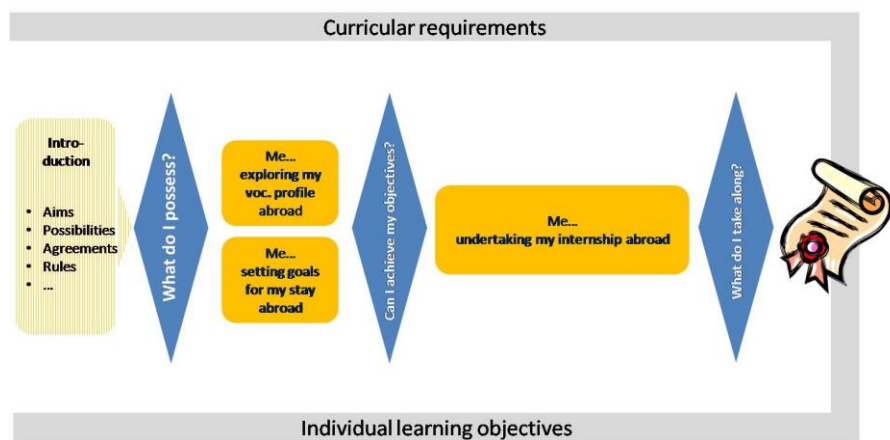 Curricular requirements
Intro-
duction
• Aims
• Possibilities
• Agreements
• Rules
• ...
What do I possess?
Me...
exploring my
voc. profile
abroad
Me...
setting goals
for my stay
abroad
Can I achieve my objectives?
Me...
undertaking my internship abroad
What do I take along?
Individual learning objectives